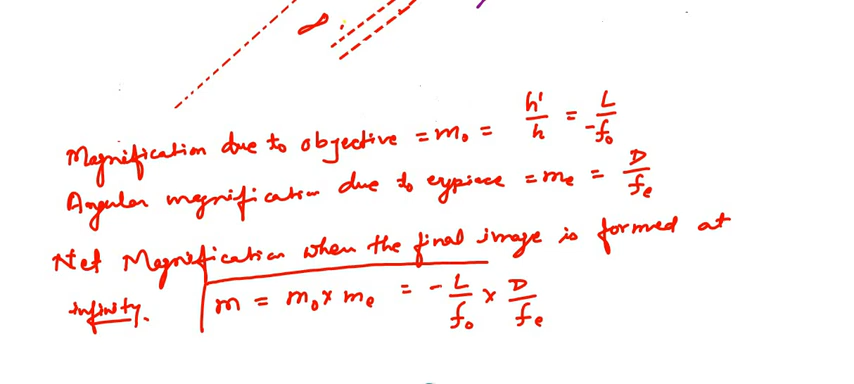 ∞
Magnification due to objective = m₀ = h'/h = L/-f₀
Angular magnification due to eypiece = mₑ = D/fₑ
Net Magnification when the final image is formed at
infinity. m = m₀ x mₑ = - L/f₀ x D/fₑ